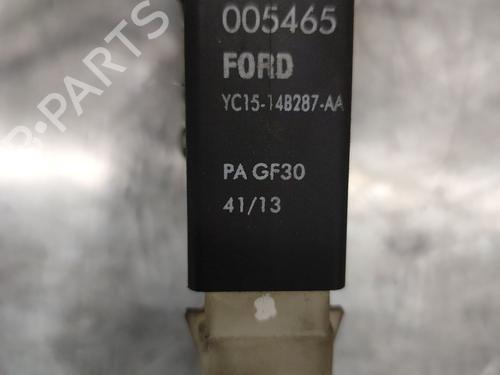 005465
FORD
YC15-14B287-AA
PA GF30
41/13
B-PARTS